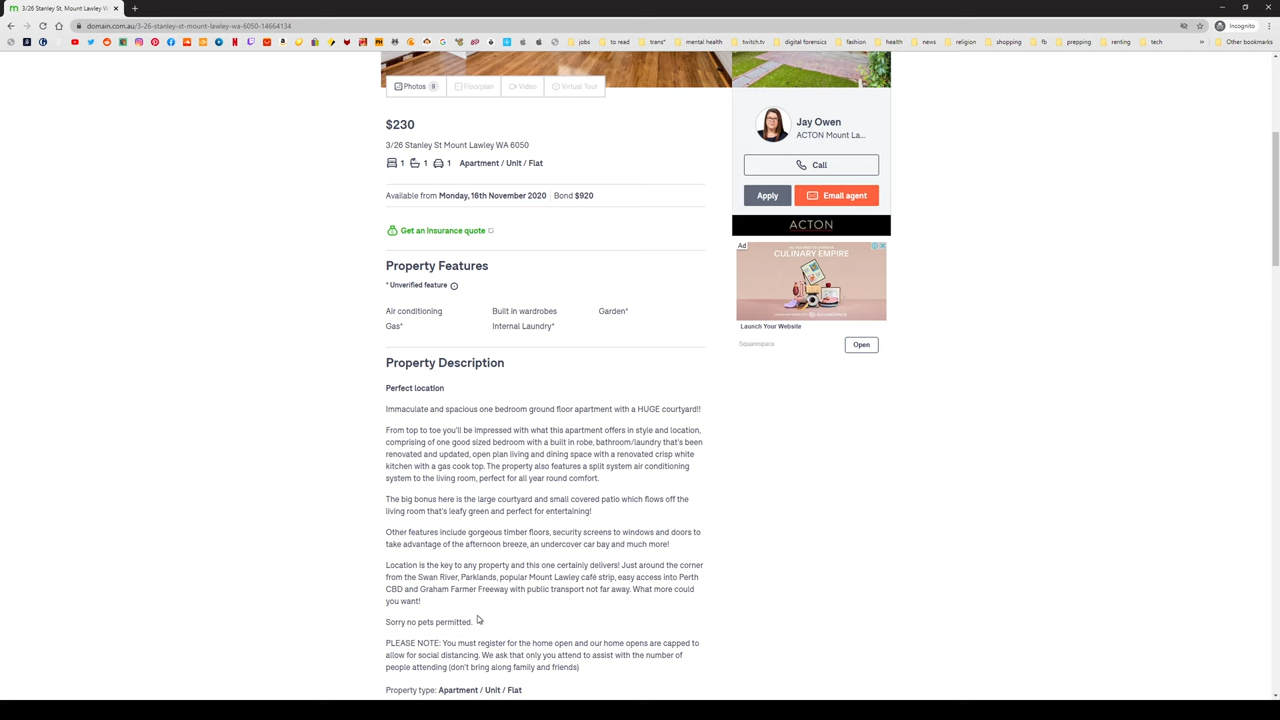 3/26 Stanley St, Mount Lawley W
domain.com.au/3-26-stanley-st-mount-lawley-wa-6050-14664134
Incognito
jobs
to read
trans*
mental health
twitch.tv
digital forensics
fashion
health
news
religion
shopping
fb
prepping
renting
tech
Other bookmarks
Photos 9
Floorplan
Video
Virtual Tour
$230
3/26 Stanley St Mount Lawley WA 6050
1 1 1 Apartment / Unit / Flat
Available from Monday, 16th November 2020 Bond $920
Get an insurance quote
Property Features
* Unverified feature
Air conditioning Built in wardrobes Garden*
Gas* Internal Laundry*
Property Description
Perfect location
Immaculate and spacious one bedroom ground floor apartment with a HUGE courtyard!!
From top to toe you'll be impressed with what this apartment offers in style and location,
comprising of one good sized bedroom with a built in robe, bathroom/laundry that's been
renovated and updated, open plan living and dining space with a renovated crisp white
kitchen with a gas cook top. The property also features a split system air conditioning
system to the living room, perfect for all year round comfort.
The big bonus here is the large courtyard and small covered patio which flows off the
living room that's leafy green and perfect for entertaining!
Other features include gorgeous timber floors, security screens to windows and doors to
take advantage of the afternoon breeze, an undercover car bay and much more!
Location is the key to any property and this one certainly delivers! Just around the corner
from the Swan River, Parklands, popular Mount Lawley café strip, easy access into Perth
CBD and Graham Farmer Freeway with public transport not far away. What more could
you want!
Sorry no pets permitted.
PLEASE NOTE: You must register for the home open and our home opens are capped to
allow for social distancing. We ask that only you attend to assist with the number of
people attending (don't bring along family and friends)
Property type: Apartment / Unit / Flat
Jay Owen
ACTON Mount La...
Call
Apply
Email agent
ACTON
Ad
CULINARY EMPIRE
Launch Your Website
Squarespace
Open